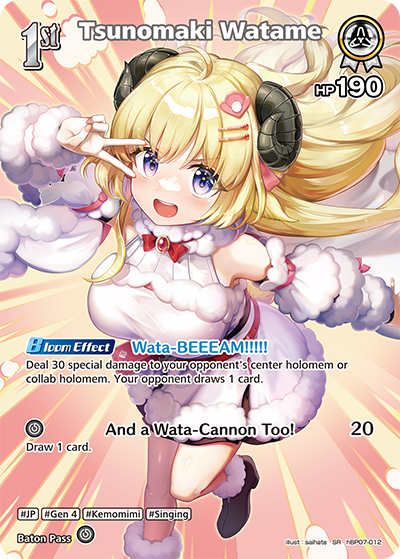 1st Tsunomaki Watame
HP 190
Bloom Effect Wata-BEEEAM!!!!!
Deal 30 special damage to your opponent's center holomem or
collab holomem. Your opponent draws 1 card.
And a Wata-Cannon Too! 20
Draw 1 card.
#JP #Gen 4 #Kemomimi #Singing
Baton Pass
illust : saihate SR hBP07-012